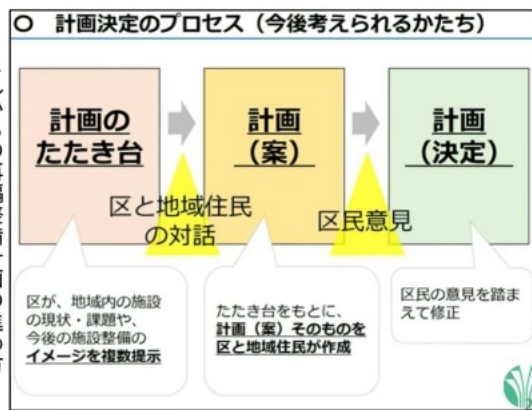 〇 計画決定のプロセス(今後考えられるかたち)
計画の
たたき台
計画
(案)
計画
(決定)
区と地域住民
の対話
区民意見
区が、地域内の施設
の現状・課題や、
今後の施設整備の
イメージを複数提示
たたき台をもとに、
計画(案)そのものを
区と地域住民が作成
区民の意見を踏ま
えて修正